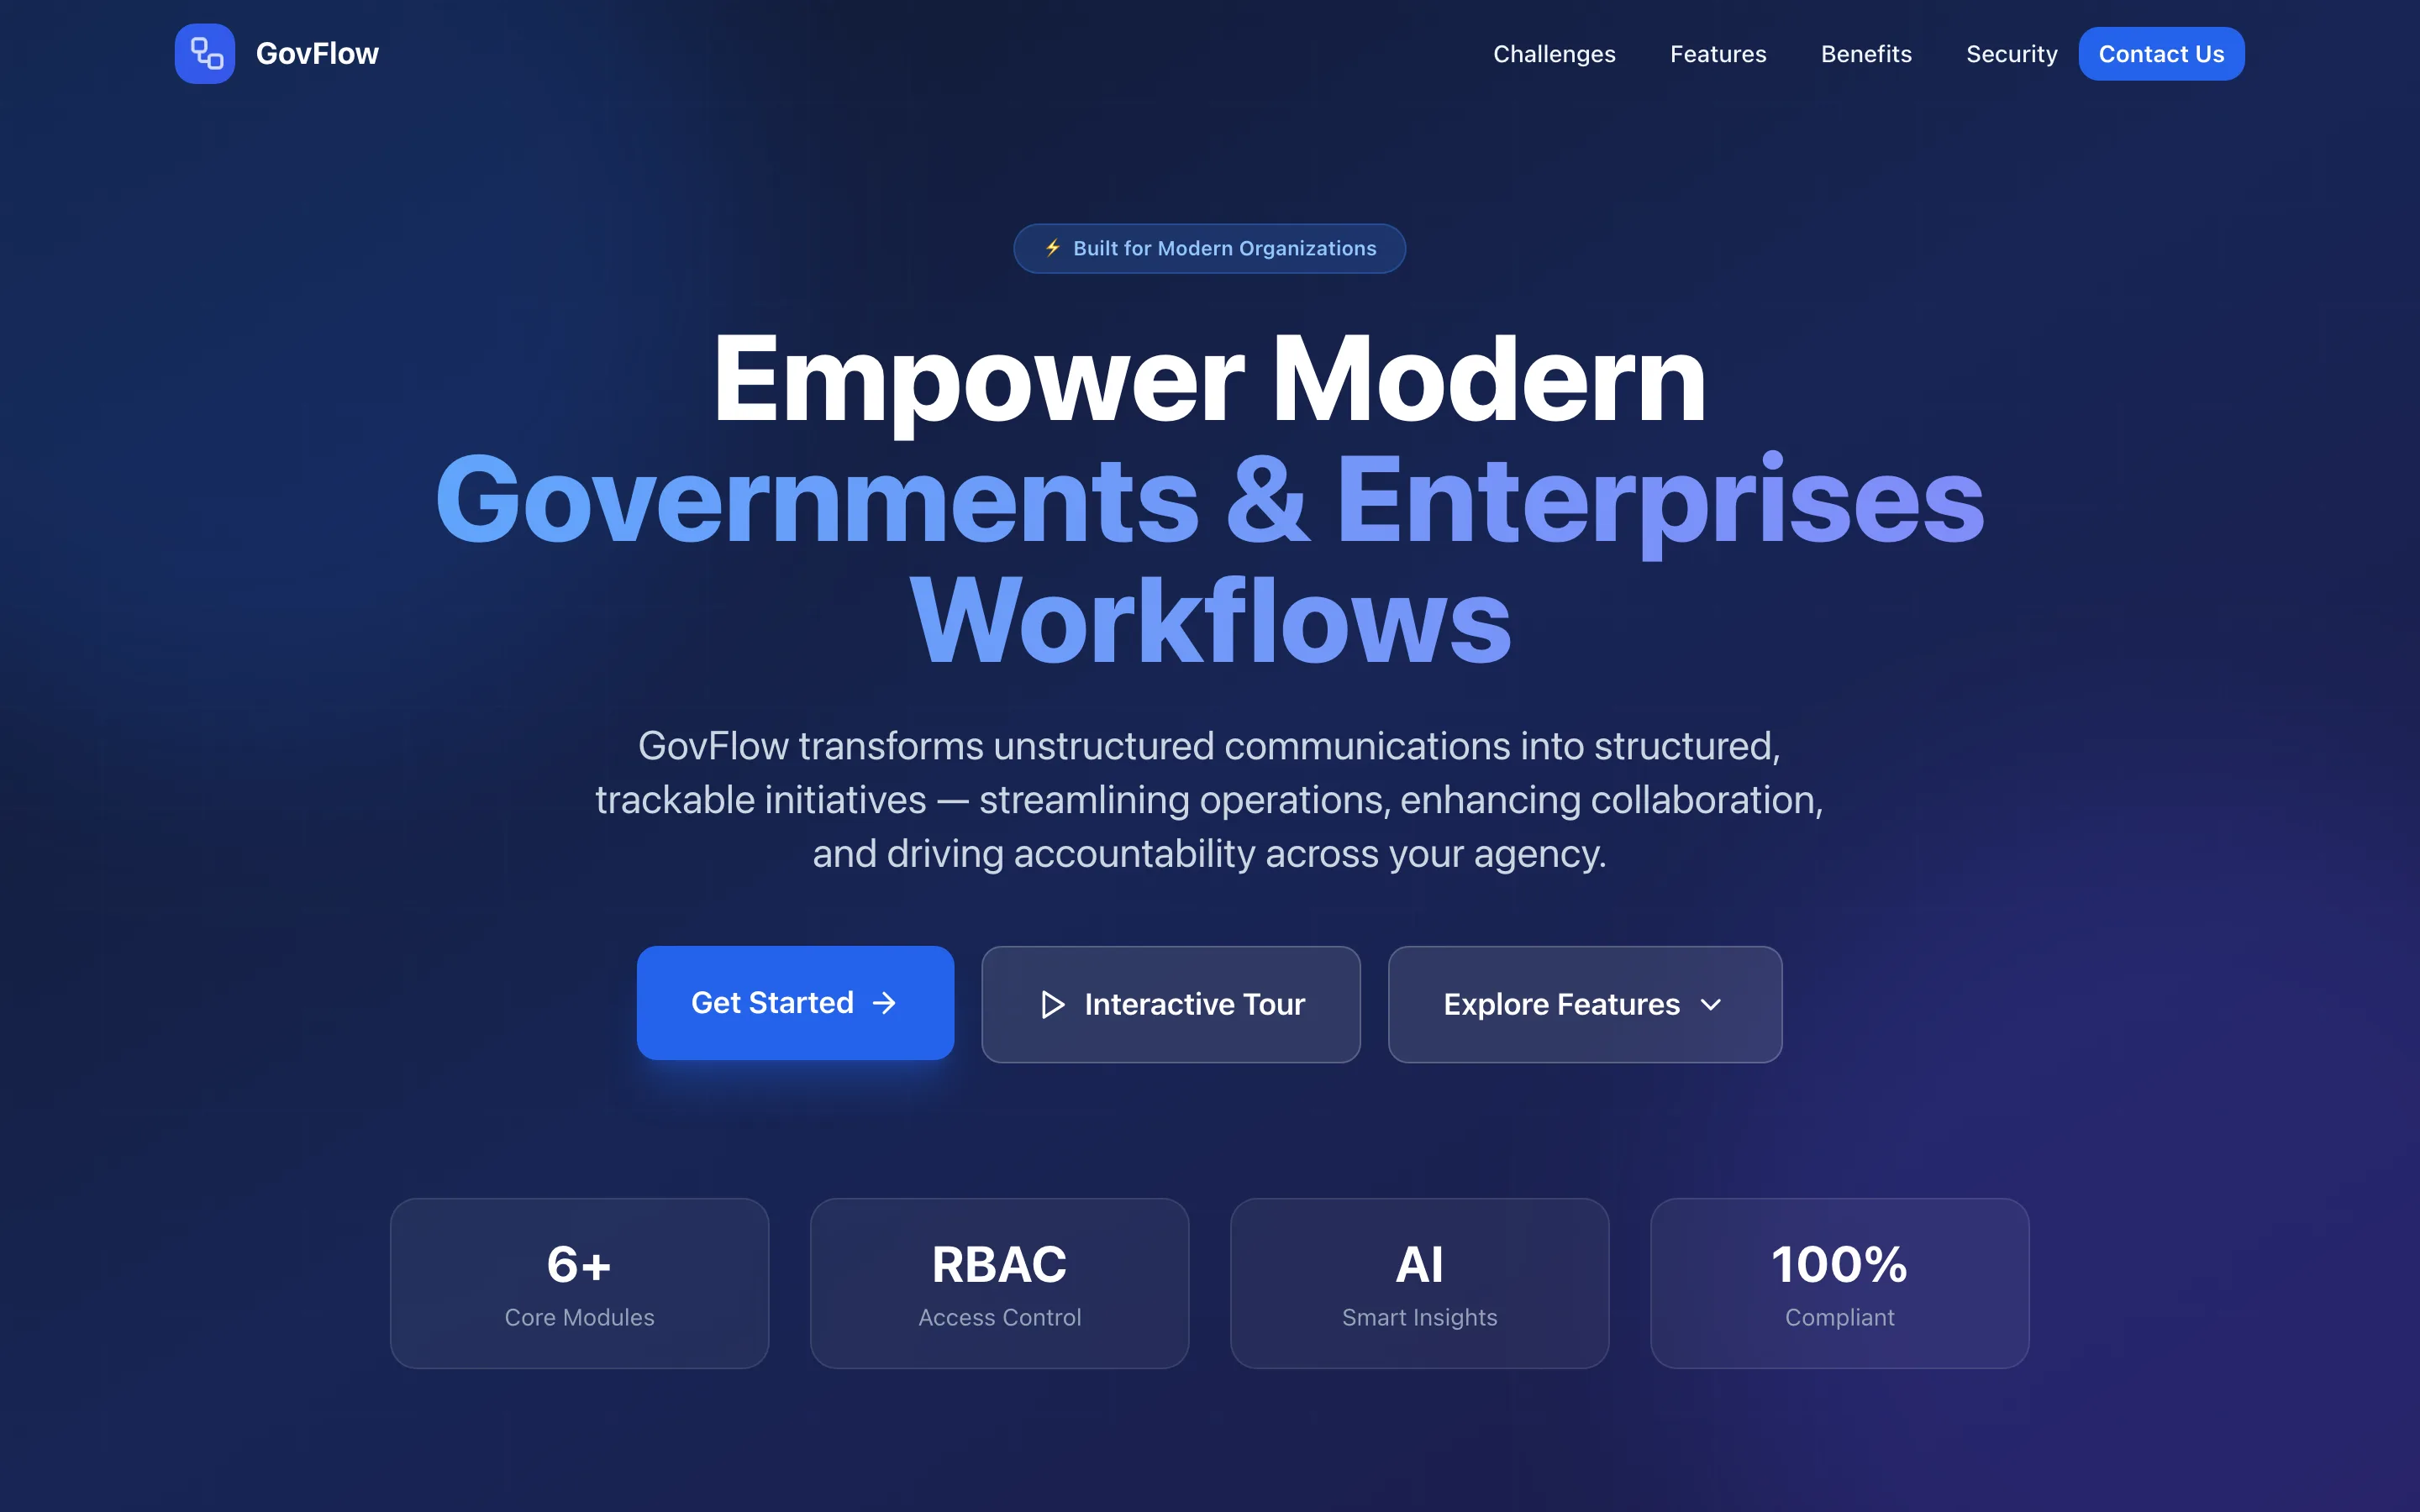 GovFlow
Challenges Features Benefits Security Contact Us
⚡ Built for Modern Organizations
Empower Modern
Governments & Enterprises
Workflows
GovFlow transforms unstructured communications into structured,
trackable initiatives — streamlining operations, enhancing collaboration,
and driving accountability across your agency.
Get Started →
Interactive Tour
Explore Features
6+
Core Modules
RBAC
Access Control
AI
Smart Insights
100%
Compliant